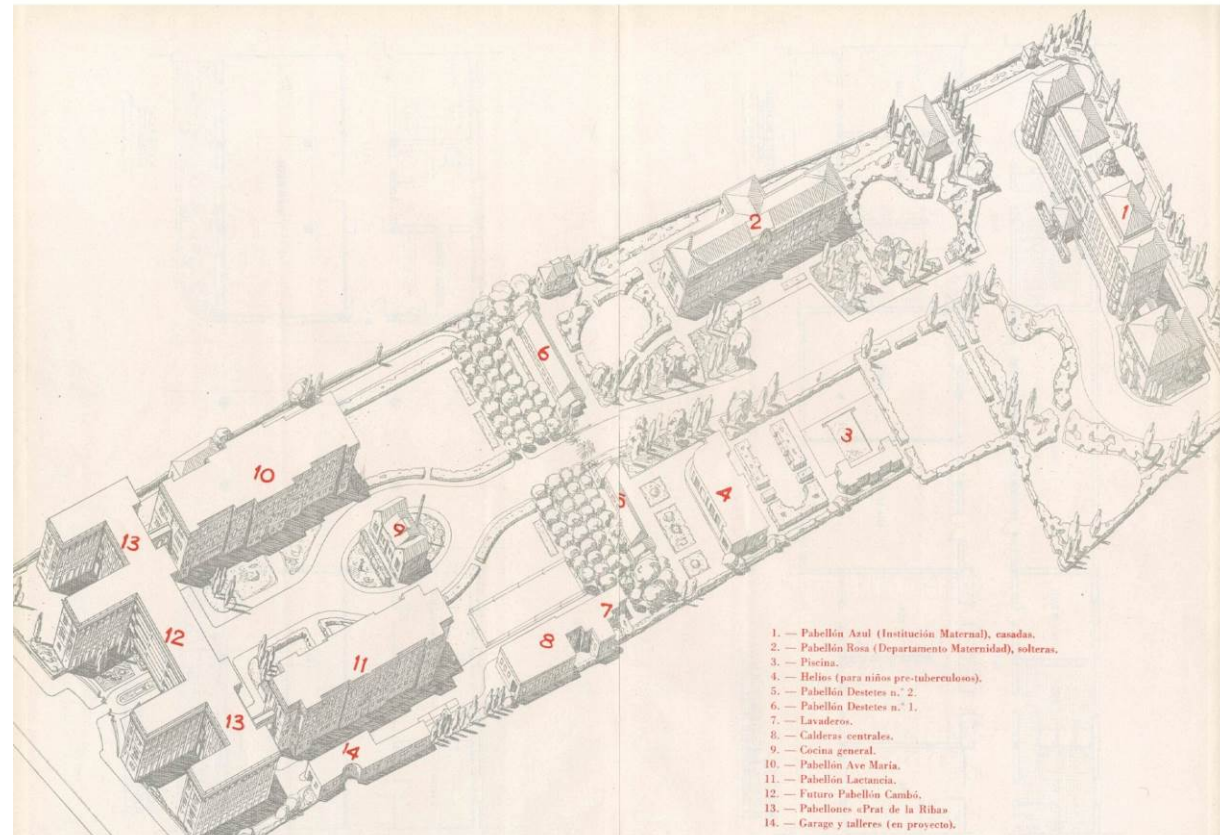 1
2
6
3
4
5
10
9
13
12
7
8
11
13
14
1. — Pabellón Azul (Institución Maternal), casadas.
2. — Pabellón Rosa (Departamento Maternidad), solteras.
3. — Piscina.
4. — Helios (para niños pre-tuberculosos).
5. — Pabellón Destetes n.° 2.
6. — Pabellón Destetes n.° 1.
7. — Lavaderos.
8. — Calderas centrales.
9. — Cocina general.
10. — Pabellón Ave María.
11. — Pabellón Lactancia.
12. — Futuro Pabellón Cambó.
13. — Pabellones «Prat de la Riba»
14. — Garage y talleres (en proyecto).